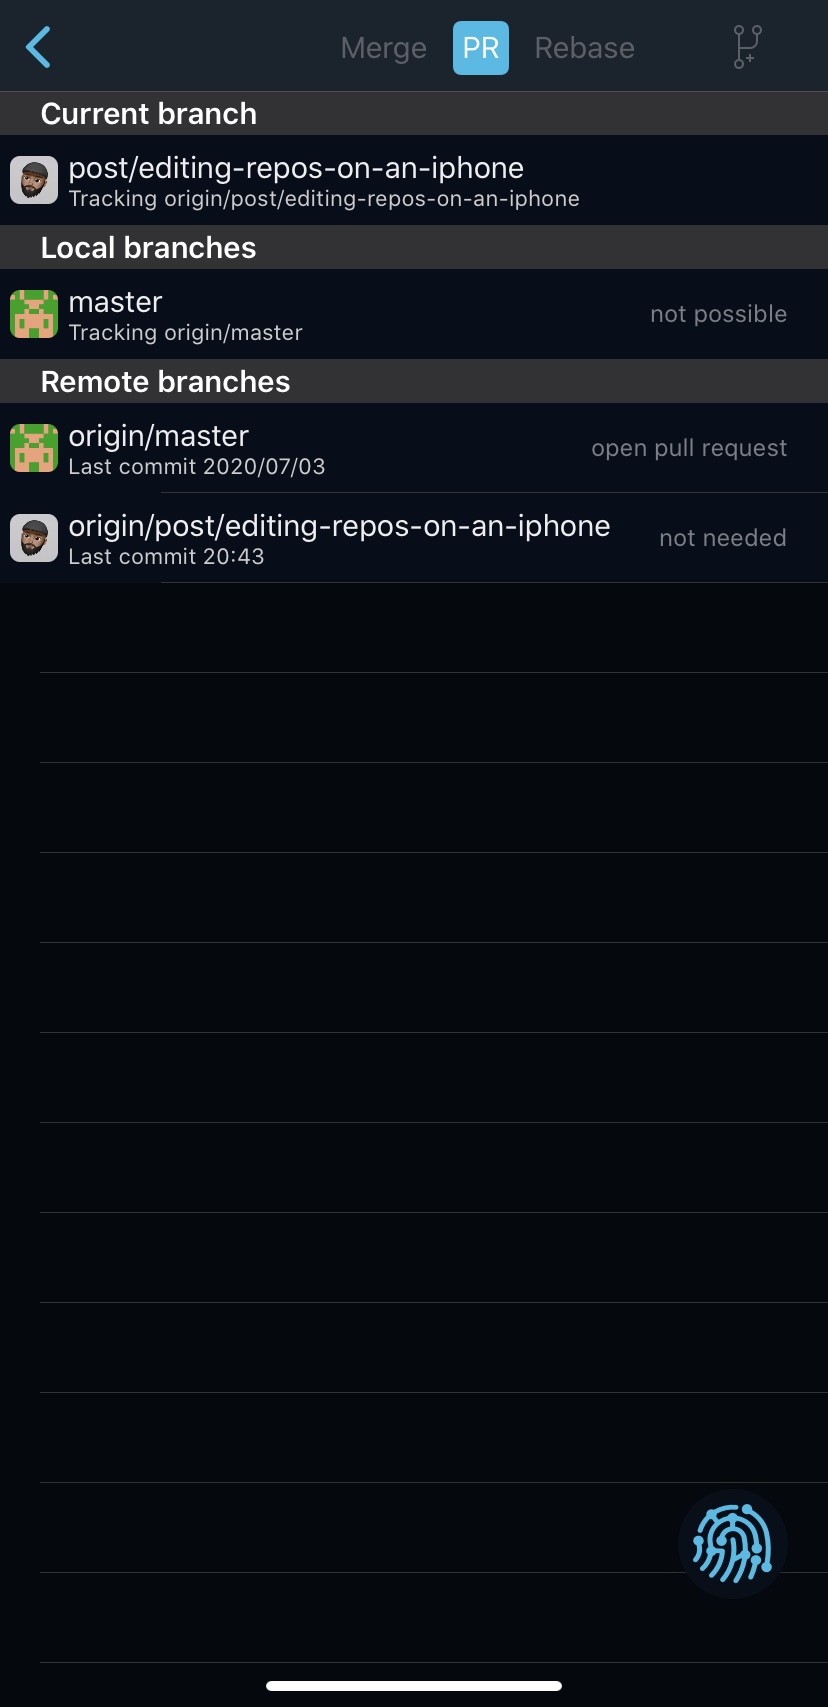 Merge PR Rebase
Current branch
post/editing-repos-on-an-iphone
Tracking origin/post/editing-repos-on-an-iphone
Local branches
master
Tracking origin/master
not possible
Remote branches
origin/master
Last commit 2020/07/03
open pull request
origin/post/editing-repos-on-an-iphone
Last commit 20:43
not needed